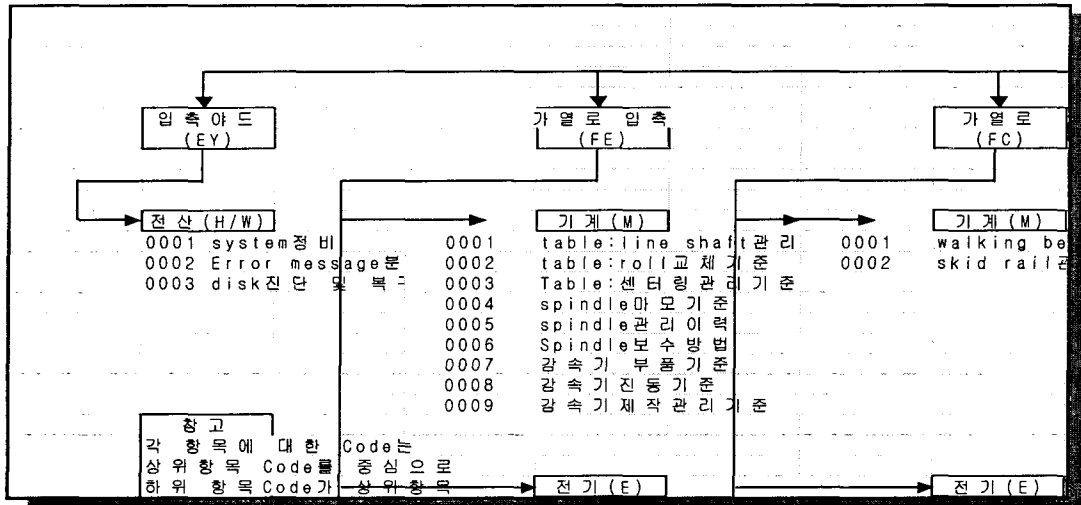 입 측 야 드
(EY)
가 열 로 입 측
(FE)
가 열 로
(FC)
전 산 (H/W)
0001 system정 비
0002 Error message분
0003 disk진 단 및 복
기 계 (M)
0001 table:line shaft관 리
0002 table:roll교 체 기 준
0003 Table:센 터 링 관 리 기 준
0004 spindle마 모 기 준
0005 spindle관 리 이 력
0006 Spindle보 수 방 법
0007 감 속 기 부 품 기 준
0008 감 속 기 진 동 기 준
0009 감 속 기 제 작 관 리 기 준
기 계 (M)
0001 walking be
0002 skid rail관
참 고
각 항 목 에 대 한 Code는
상 위 항 목 Code를 중 심 으 로
하 위 항 목 Code가 상 위 항 목
전 기 (E)
전 기 (E)